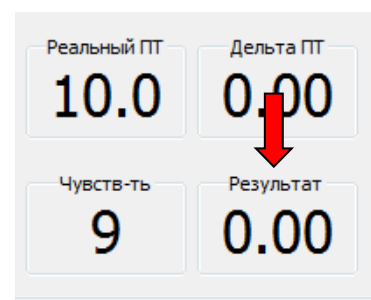 Реальный ПТ
10.0
Дельта ПТ
0.00
Чувств-ть
9
Результат
0.00